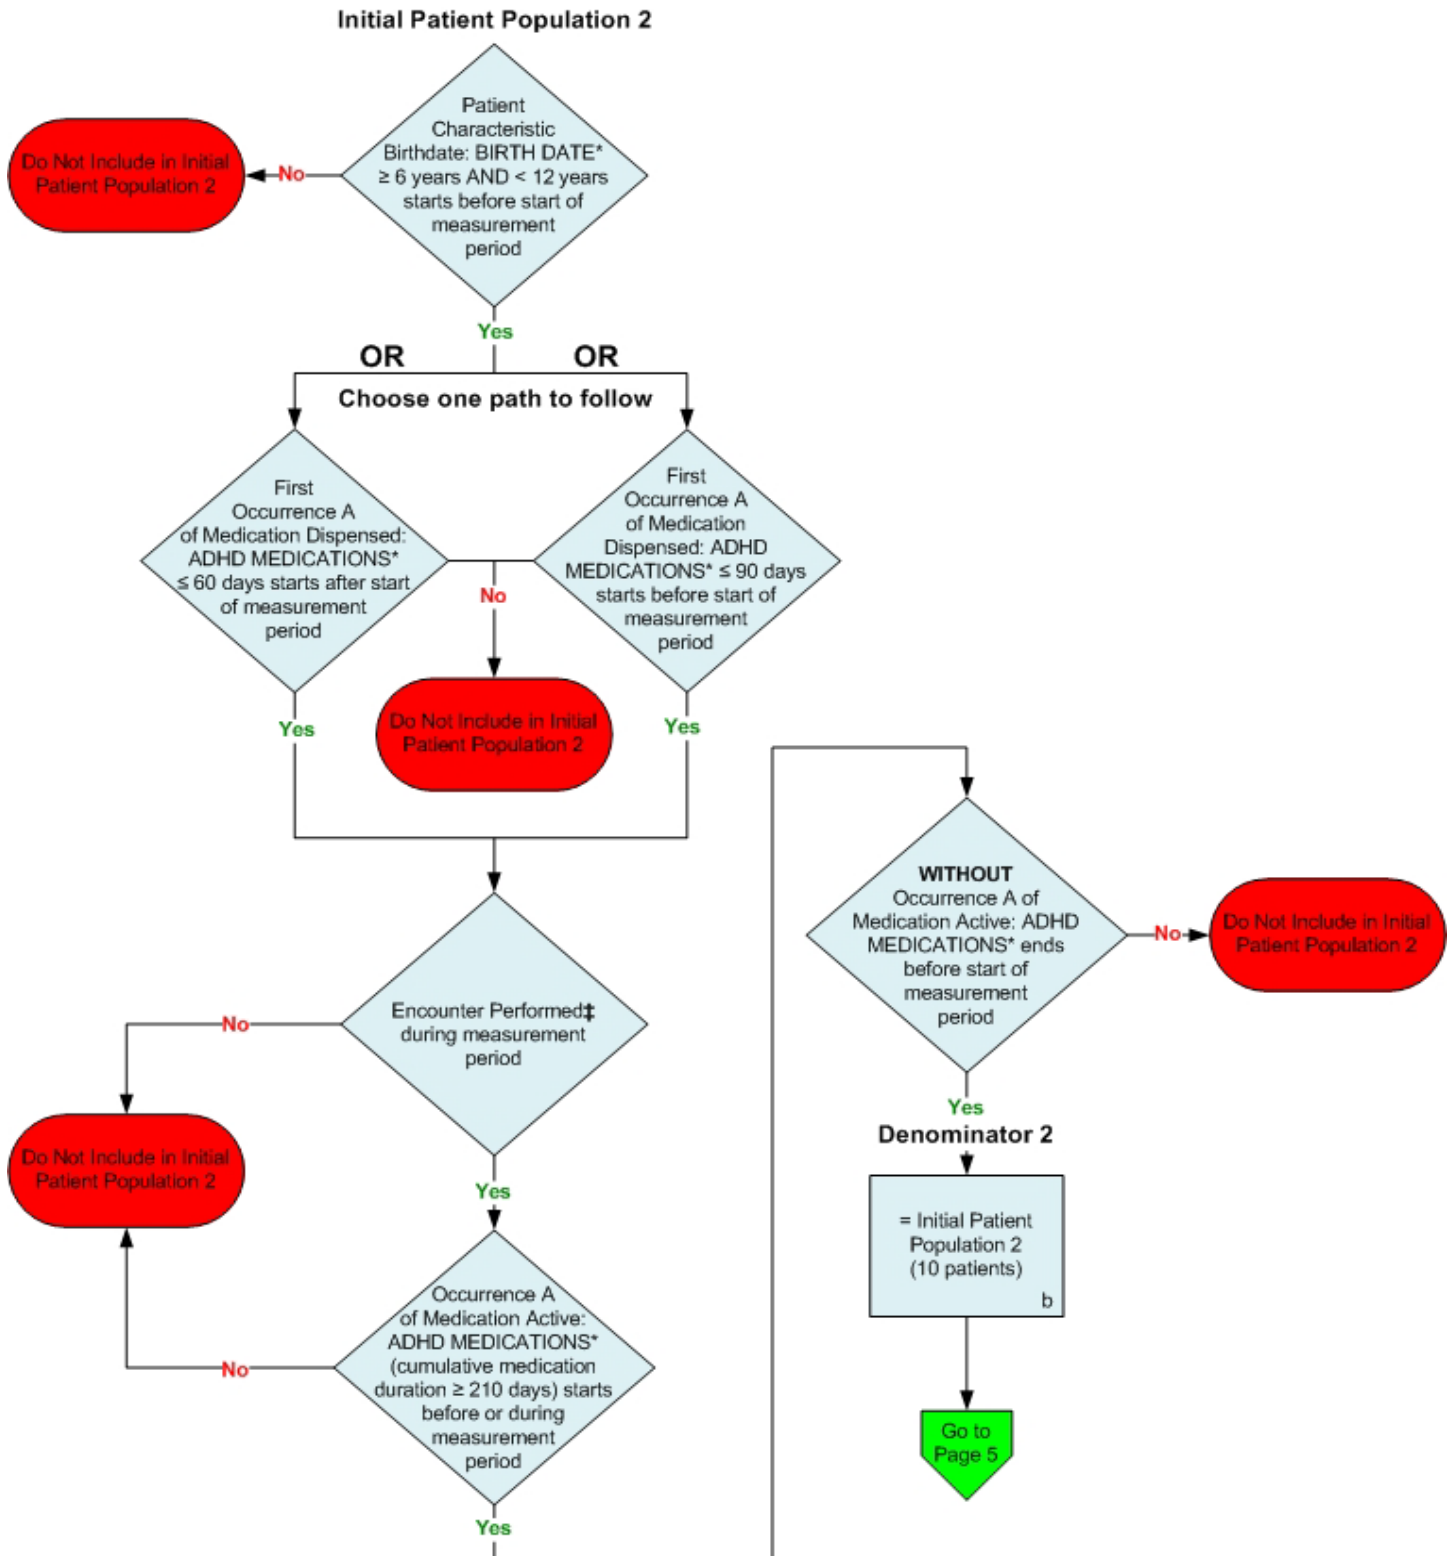 Initial Patient Population 2
Patient
Characteristic
Birthdate: BIRTH DATE*
≥ 6 years AND < 12 years
starts before start of
measurement
period
No
Do Not Include in Initial
Patient Population 2
Yes
OR
OR
Choose one path to follow
First
Occurrence A
of Medication Dispensed:
ADHD MEDICATIONS*
≤ 60 days starts after start
of measurement
period
First
Occurrence A
of Medication
Dispensed: ADHD
MEDICATIONS* ≤ 90 days
starts before start of
measurement
period
No
Do Not Include in Initial
Patient Population 2
Yes
Yes
Encounter Performed‡
during measurement
period
No
Do Not Include in Initial
Patient Population 2
Yes
Occurrence A
of Medication Active:
ADHD MEDICATIONS*
(cumulative medication
duration ≥ 210 days) starts
before or during
measurement
period
No
Yes
WITHOUT
Occurrence A of
Medication Active: ADHD
MEDICATIONS* ends
before start of
measurement
period
No
Do Not Include in Initial
Patient Population 2
Yes
Denominator 2
= Initial Patient
Population 2
(10 patients)
b
Go to
Page 5